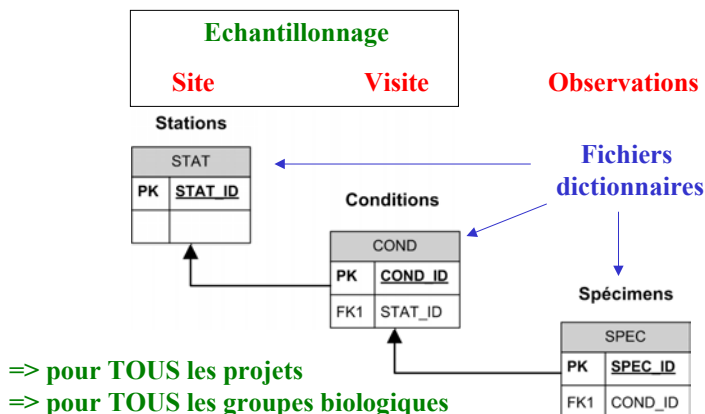 Echantillonnage
Site Visite Observations
Stations
Fichiers
dictionnaires
STAT
PK STAT_ID
Conditions
COND
PK COND_ID
FK1 STAT_ID
Spécimens
SPEC
PK SPEC_ID
FK1 COND_ID
=> pour TOUS les projets
=> pour TOUS les groupes biologiques